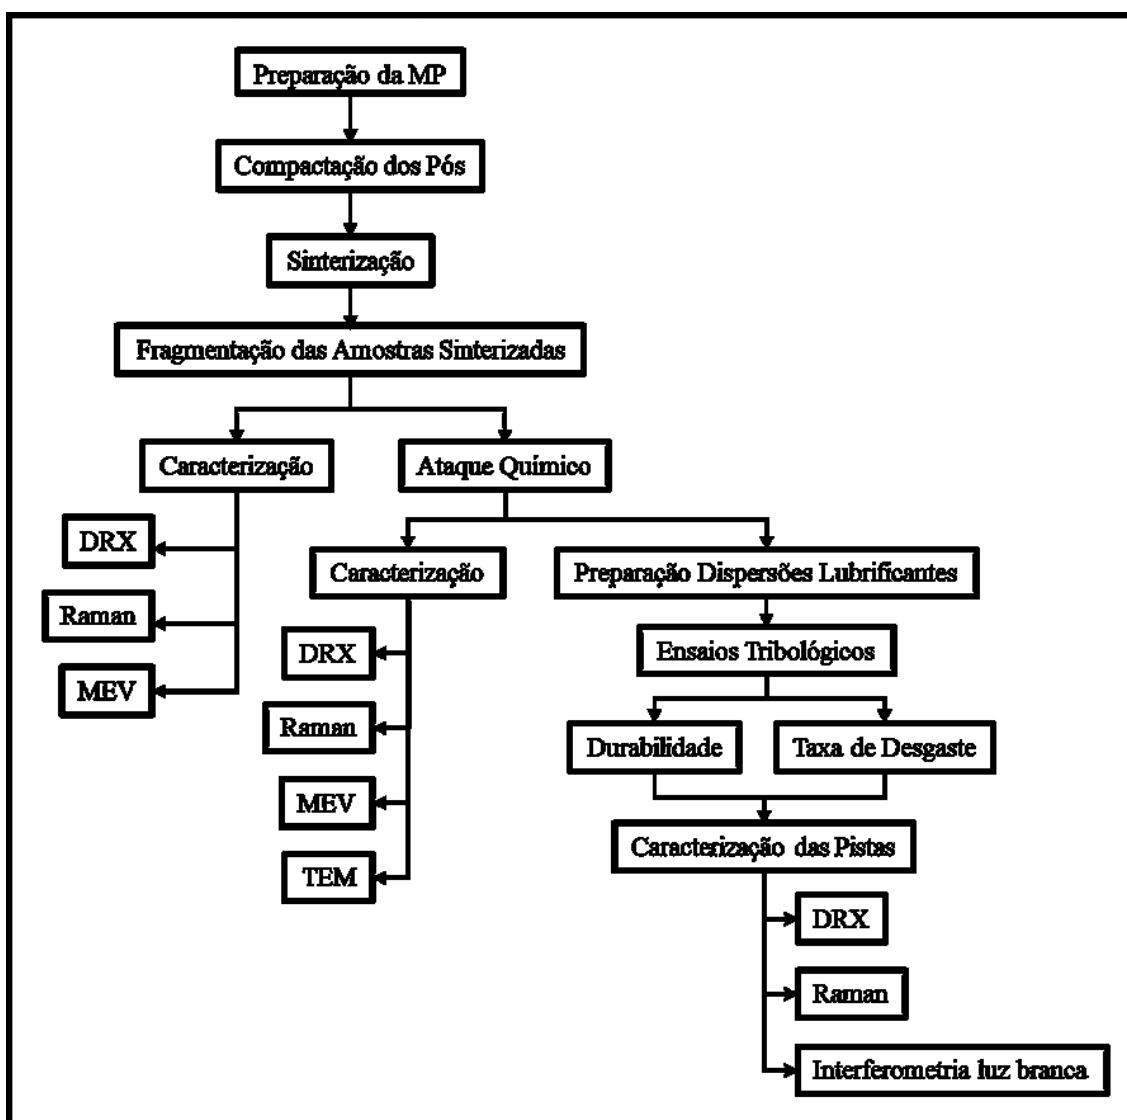 Preparação da MP
Compactação dos Pós
Sinterização
Fragmentação das Amostras Sinterizadas
Caracterização
Ataque Químico
DRX
Raman
MEV
Caracterização
Preparação Dispersões Lubrificantes
DRX
Raman
MEV
TEM
Ensaios Tribológicos
Durabilidade
Taxa de Desgaste
Caracterização das Pistas
DRX
Raman
Interferometria luz branca